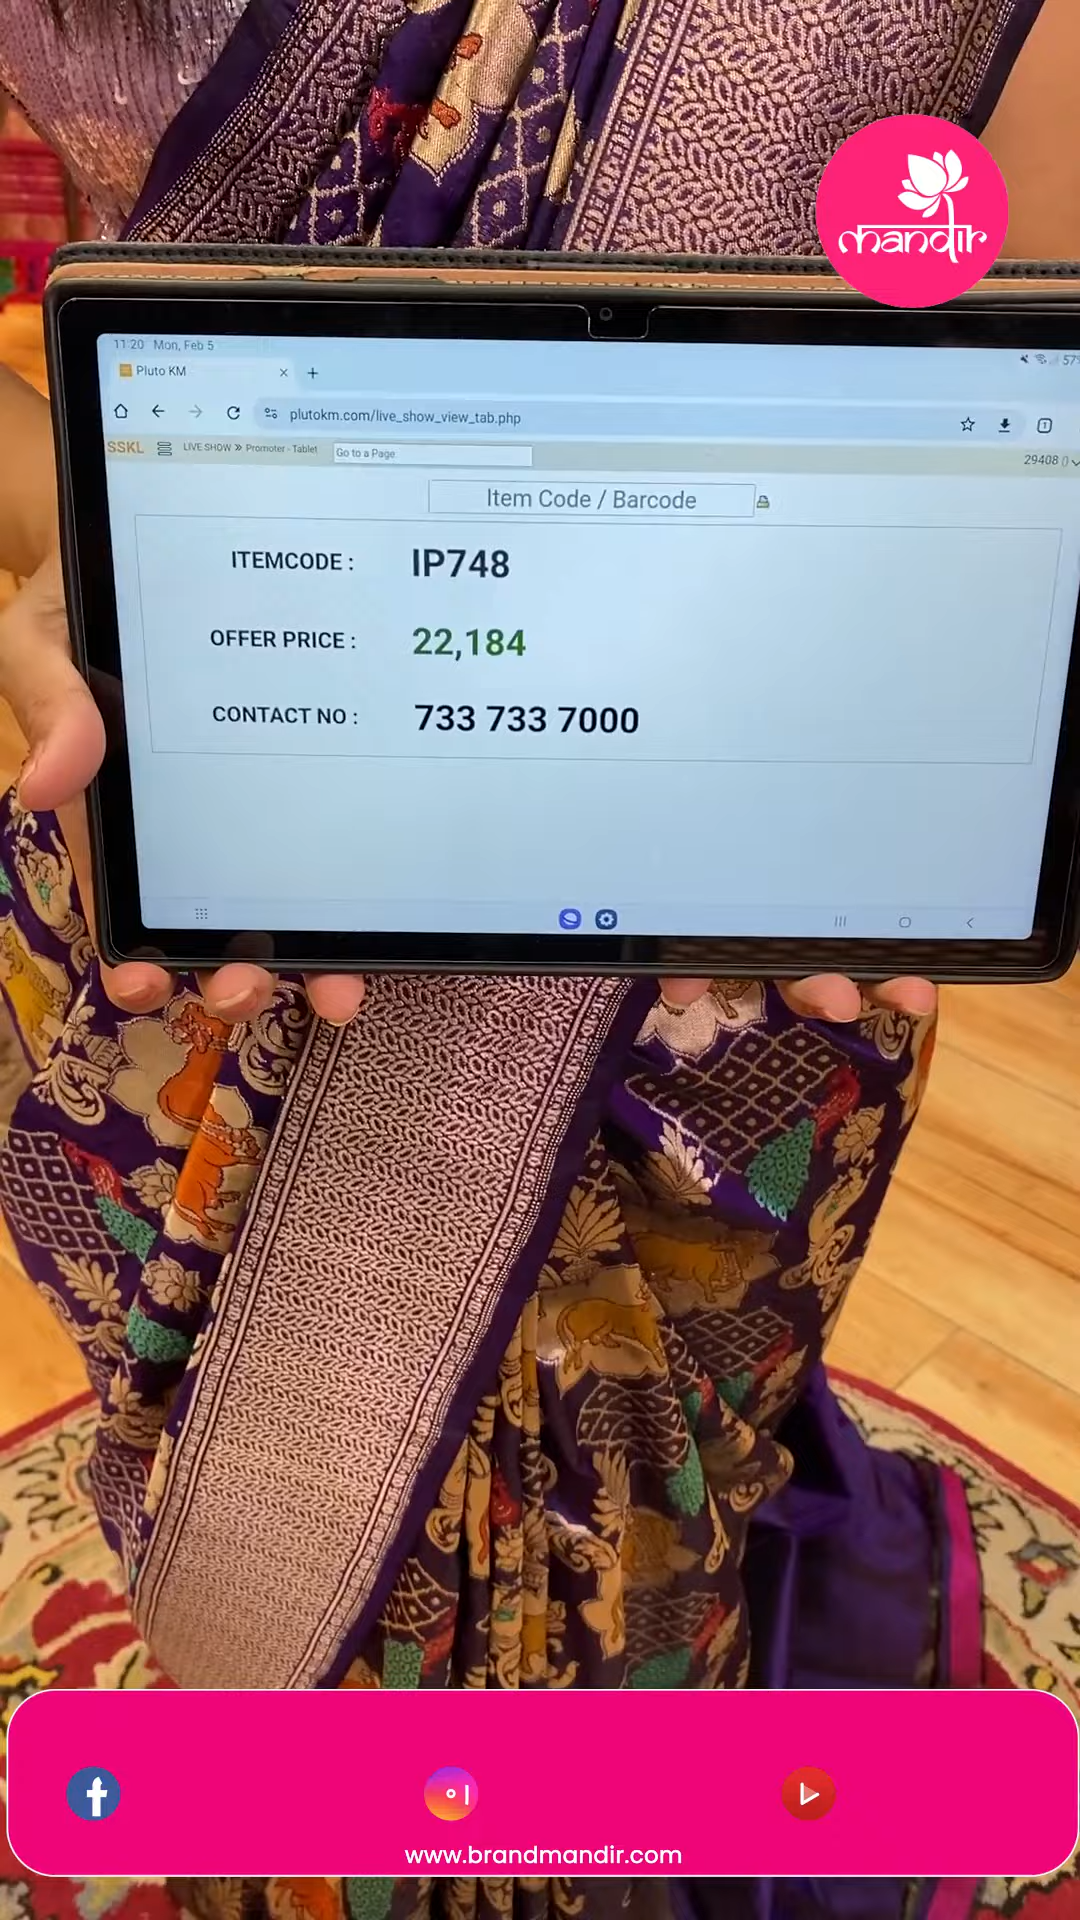 mandir
11:20 Mon, Feb 5
57%
Pluto KM
plutokm.com/live_show_view_tab.php
SSKL
LIVE SHOW » Promoter - Tablet
Go to a Page
29408 ()
Item Code / Barcode
ITEMCODE : IP748
OFFER PRICE : 22,184
CONTACT NO : 733 733 7000
www.brandmandir.com